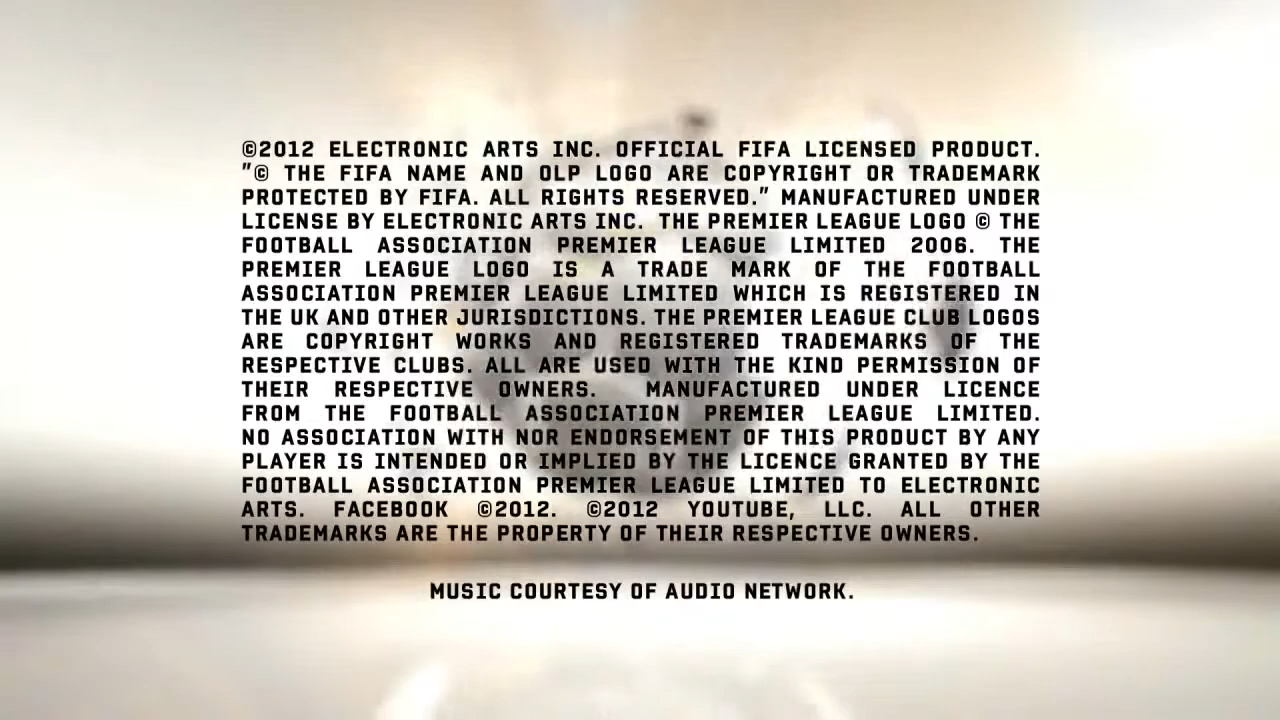 ©2012 ELECTRONIC ARTS INC. OFFICIAL FIFA LICENSED PRODUCT.
"© THE FIFA NAME AND OLP LOGO ARE COPYRIGHT OR TRADEMARK
PROTECTED BY FIFA. ALL RIGHTS RESERVED." MANUFACTURED UNDER
LICENSE BY ELECTRONIC ARTS INC. THE PREMIER LEAGUE LOGO © THE
FOOTBALL ASSOCIATION PREMIER LEAGUE LIMITED 2006. THE
PREMIER LEAGUE LOGO IS A TRADE MARK OF THE FOOTBALL
ASSOCIATION PREMIER LEAGUE LIMITED WHICH IS REGISTERED IN
THE UK AND OTHER JURISDICTIONS. THE PREMIER LEAGUE CLUB LOGOS
ARE COPYRIGHT WORKS AND REGISTERED TRADEMARKS OF THE
RESPECTIVE CLUBS. ALL ARE USED WITH THE KIND PERMISSION OF
THEIR RESPECTIVE OWNERS. MANUFACTURED UNDER LICENCE
FROM THE FOOTBALL ASSOCIATION PREMIER LEAGUE LIMITED.
NO ASSOCIATION WITH NOR ENDORSEMENT OF THIS PRODUCT BY ANY
PLAYER IS INTENDED OR IMPLIED BY THE LICENCE GRANTED BY THE
FOOTBALL ASSOCIATION PREMIER LEAGUE LIMITED TO ELECTRONIC
ARTS. FACEBOOK ©2012. ©2012 YOUTUBE, LLC. ALL OTHER
TRADEMARKS ARE THE PROPERTY OF THEIR RESPECTIVE OWNERS.
MUSIC COURTESY OF AUDIO NETWORK.